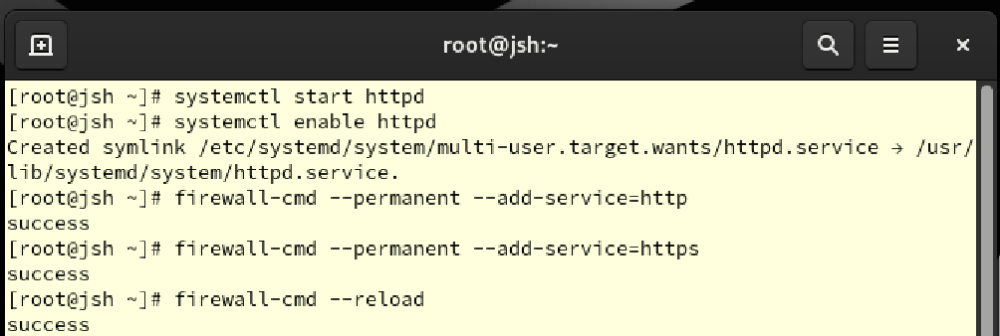 root@jsh:~
[root@jsh ~]# systemctl start httpd
[root@jsh ~]# systemctl enable httpd
Created symlink /etc/systemd/system/multi-user.target.wants/httpd.service → /usr/
lib/systemd/system/httpd.service.
[root@jsh ~]# firewall-cmd --permanent --add-service=http
success
[root@jsh ~]# firewall-cmd --permanent --add-service=https
success
[root@jsh ~]# firewall-cmd --reload
success